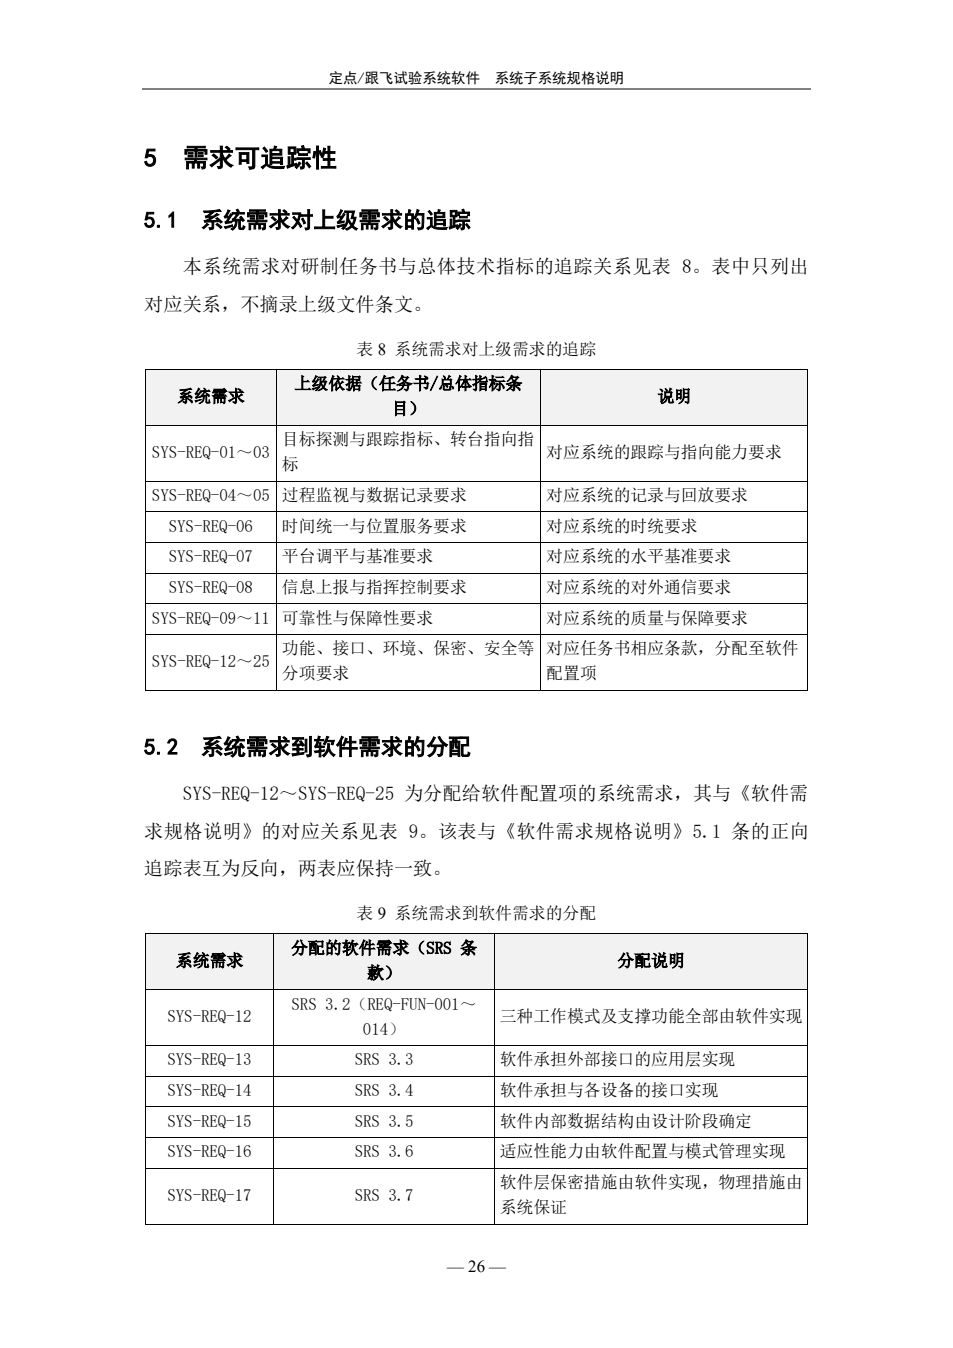 定点/跟飞试验系统软件 系统子系统规格说明
5 需求可追踪性
5.1 系统需求对上级需求的追踪
本系统需求对研制任务书与总体技术指标的追踪关系见表 8。表中只列出
对应关系，不摘录上级文件条文。
表 8 系统需求对上级需求的追踪
系统需求 上级依据（任务书/总体指标条目） 说明
SYS-REQ-01～03 目标探测与跟踪指标、转台指向指标 对应系统的跟踪与指向能力要求
SYS-REQ-04～05 过程监视与数据记录要求 对应系统的记录与回放要求
SYS-REQ-06 时间统一与位置服务要求 对应系统的时统要求
SYS-REQ-07 平台调平与基准要求 对应系统的水平基准要求
SYS-REQ-08 信息上报与指挥控制要求 对应系统的对外通信要求
SYS-REQ-09～11 可靠性与保障性要求 对应系统的质量与保障要求
SYS-REQ-12～25 功能、接口、环境、保密、安全等分项要求 对应任务书相应条款，分配至软件配置项
5.2 系统需求到软件需求的分配
SYS-REQ-12～SYS-REQ-25 为分配给软件配置项的系统需求，其与《软件需
求规格说明》的对应关系见表 9。该表与《软件需求规格说明》5.1 条的正向
追踪表互为反向，两表应保持一致。
表 9 系统需求到软件需求的分配
系统需求 分配的软件需求（SRS 条款） 分配说明
SYS-REQ-12 SRS 3.2（REQ-FUN-001～014） 三种工作模式及支撑功能全部由软件实现
SYS-REQ-13 SRS 3.3 软件承担外部接口的应用层实现
SYS-REQ-14 SRS 3.4 软件承担与各设备的接口实现
SYS-REQ-15 SRS 3.5 软件内部数据结构由设计阶段确定
SYS-REQ-16 SRS 3.6 适应性能力由软件配置与模式管理实现
SYS-REQ-17 SRS 3.7 软件层保密措施由软件实现，物理措施由系统保证
— 26 —